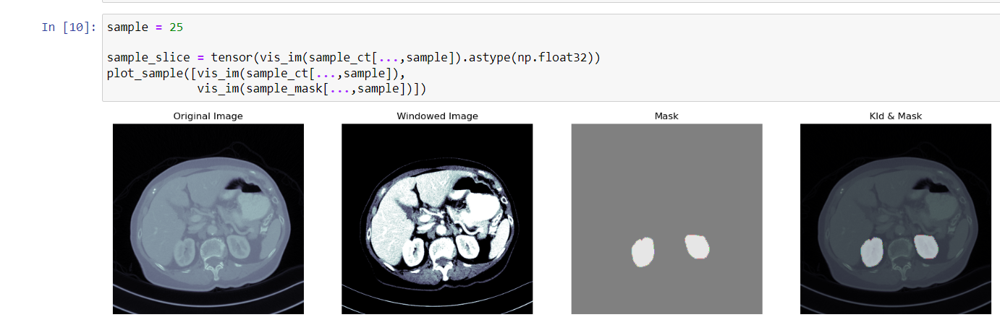 In [10]: sample = 25
sample_slice = tensor(vis_im(sample_ct[...,sample]).astype(np.float32))
plot_sample([vis_im(sample_ct[...,sample]),
vis_im(sample_mask[...,sample])])
Original Image Windowed Image Mask Kld & Mask